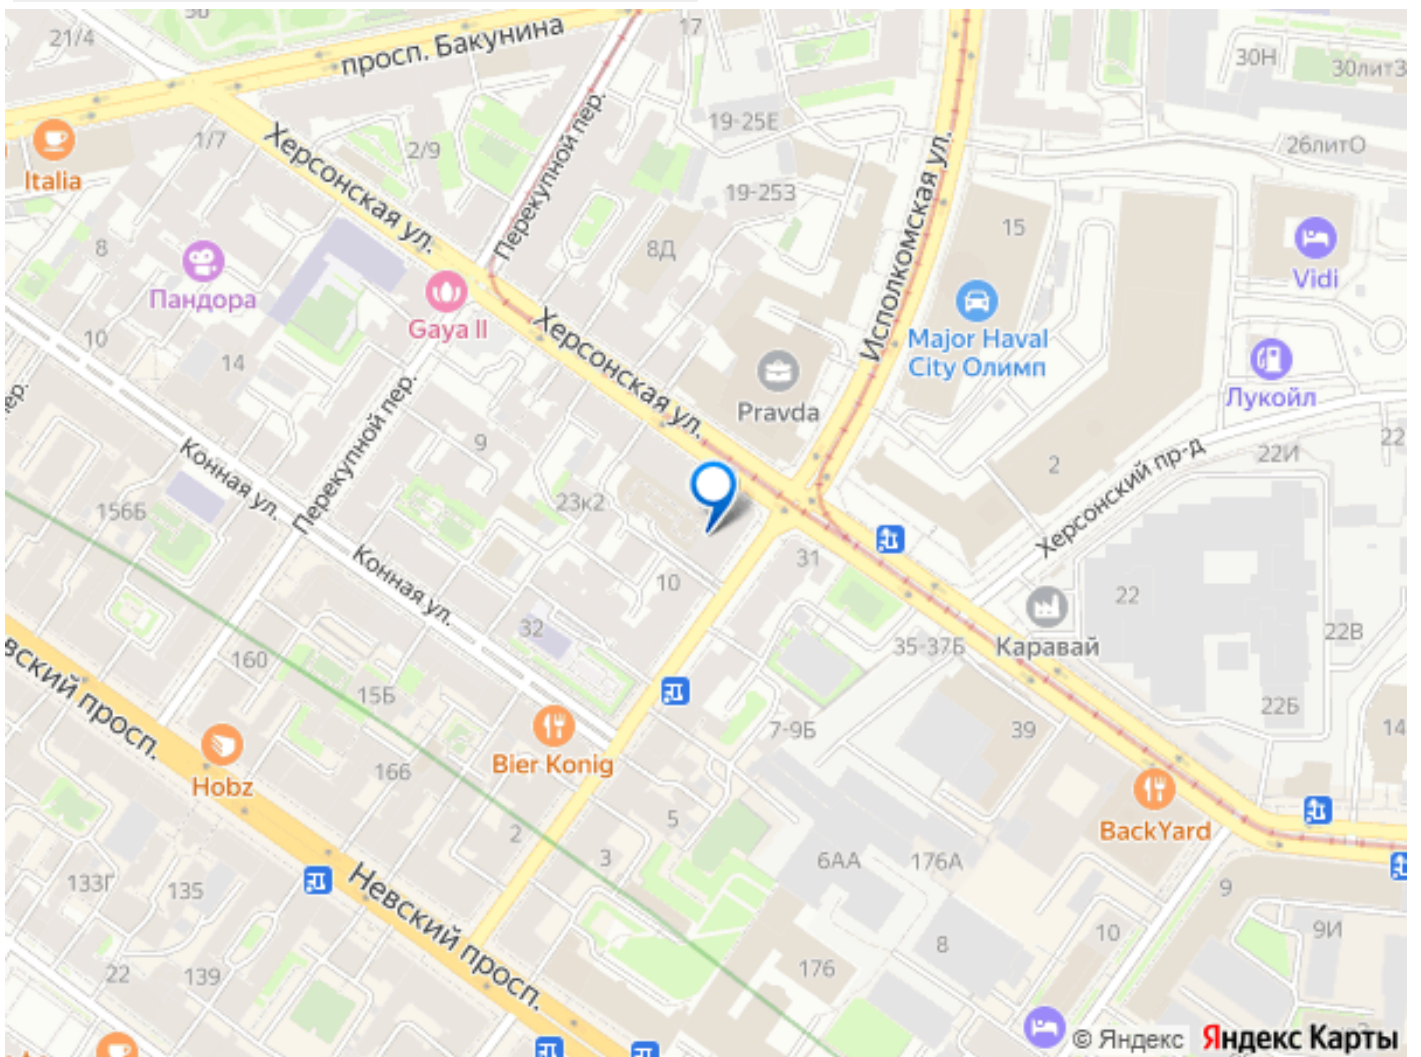 21/4
просп. Бакунина
17
30Н
30лит3
19-25Е
26литО
1/7
2/9
Italia
Херсонская ул.
Перекупной пер.
19-253
Исполкомская ул.
15
8
8Д
Пандора
Vidi
Gaya II
Херсонская ул.
Major Haval
City Олимп
10
14
Pravda
Лукойл
Перекупной пер.
9
22
22И
2
Херсонский пр-д
Конная ул.
23к2
156Б
31
Конная ул.
10
22
32
22В
35-37Б
Каравай
160
15Б
22Б
7-9Б
39
14
166
Bier Konig
Hobz
вский просп.
5
2
BackYard
3
6АА
176А
133Г
135
9
Невский просп.
8
10
9И
22
139
176
© Яндекс
Яндекс Карты